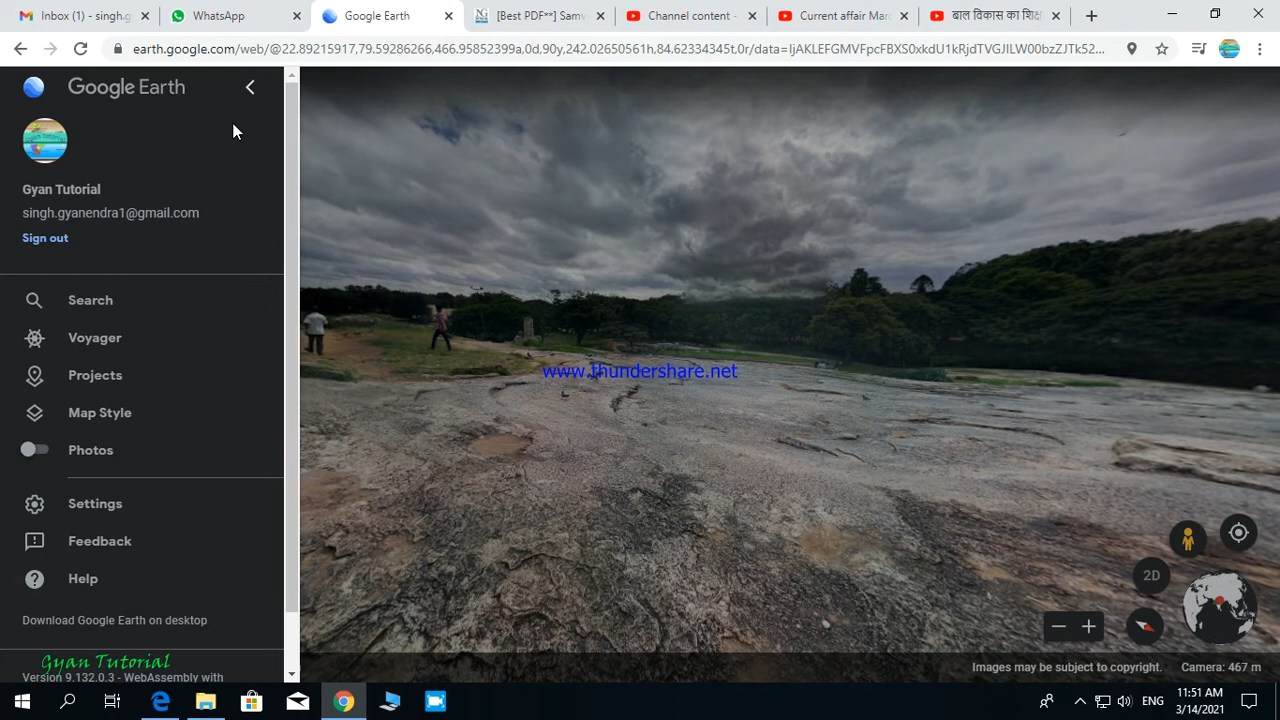 Inbox (1) - singh.g
WhatsApp
Google Earth
[Best PDF**] Samv
Channel content -
Current affair Marc
बाल विकास का शिक्ष
earth.google.com/web/@22.89215917,79.59286266,466.95852399a,0d,90y,242.02650561h,84.62334345t,0r/data=
Google Earth
Gyan Tutorial
singh.gyanendra1@gmail.com
Sign out
Search
Voyager
Projects
Map Style
Photos
Settings
Feedback
Help
Download Google Earth on desktop
Gyan Tutorial
Version 9.132.0.3 - WebAssembly with
www.thundershare.net
2D
Images may be subject to copyright.
Camera: 467 m
ENG
11:51 AM
3/14/2021